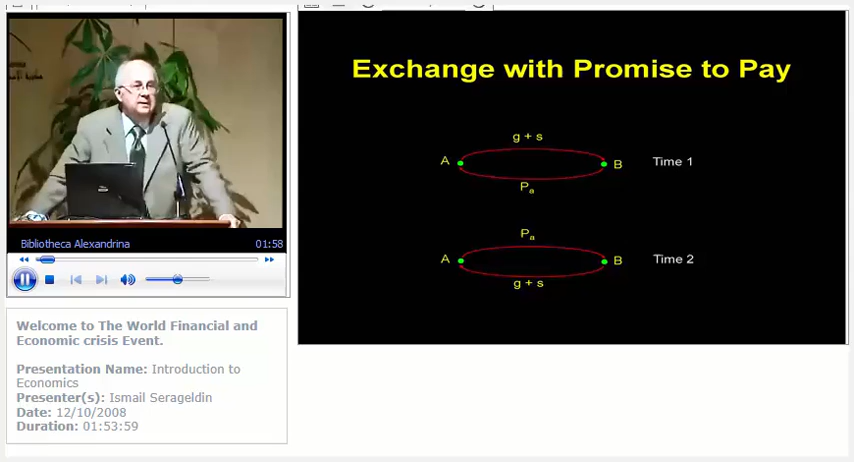 Exchange with Promise to Pay
g + s
A
B
Time 1
Pa
Pa
A
B
Time 2
g + s
Bibliotheca Alexandrina 01:58
Welcome to The World Financial and
Economic crisis Event.
Presentation Name: Introduction to
Economics
Presenter(s): Ismail Serageldin
Date: 12/10/2008
Duration: 01:53:59